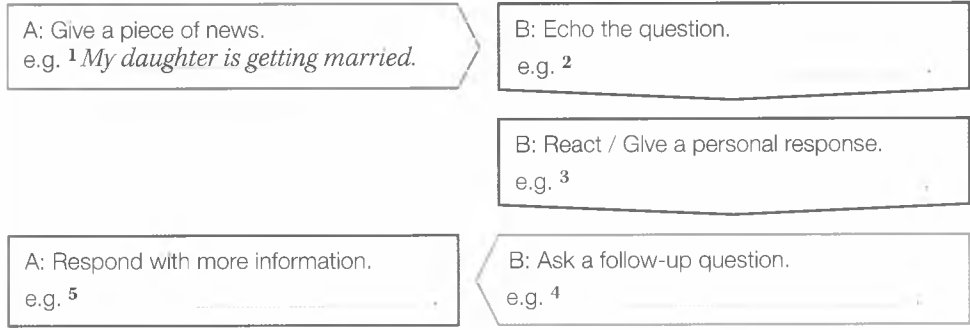 A: Give a piece of news.
e.g. 1 My daughter is getting married.
B: Echo the question.
e.g. 2 .
B: React / Give a personal response.
e.g. 3 .
B: Ask a follow-up question.
e.g. 4 .
A: Respond with more information.
e.g. 5 .